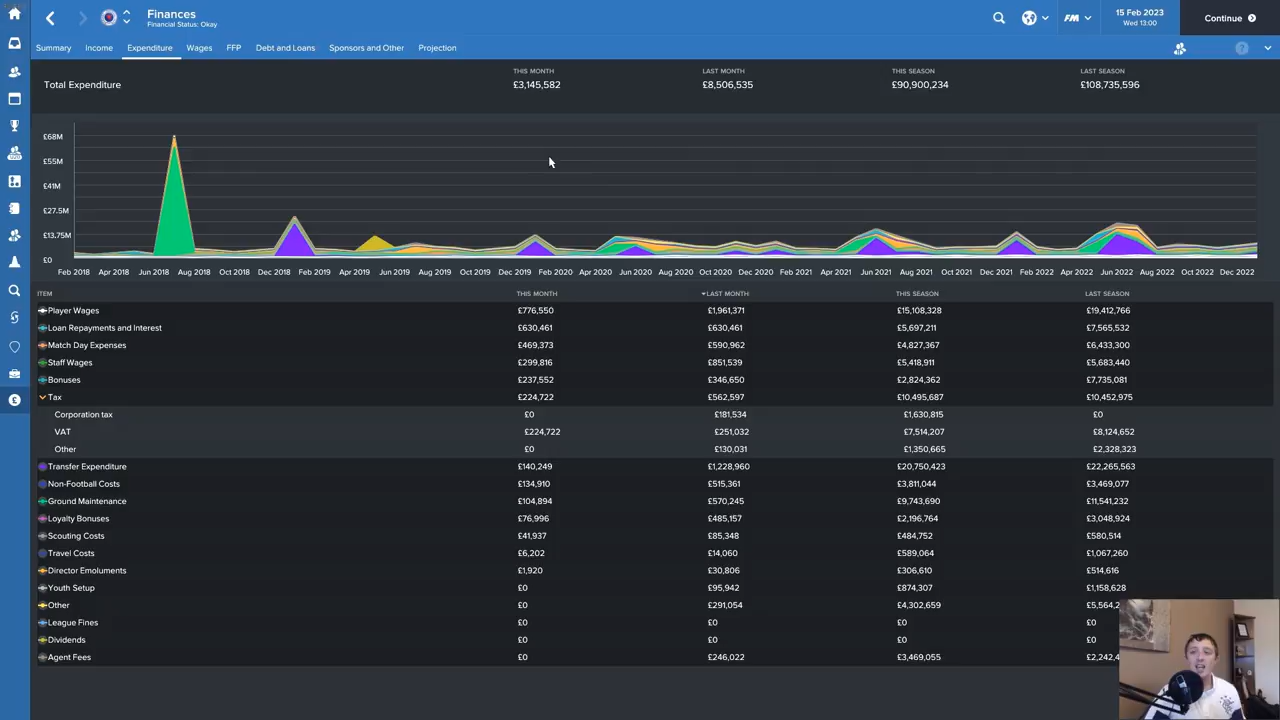 Finances
Financial Status: Okay
FM
15 Feb 2023
Wed 13:00
Continue
Summary Income Expenditure Wages FFP Debt and Loans Sponsors and Other Projection
THIS MONTH LAST MONTH THIS SEASON LAST SEASON
Total Expenditure £3,145,582 £8,506,535 £90,900,234 £108,735,596
£68M
£55M
£41M
£27.5M
£13.75M
£0
Feb 2018 Apr 2018 Jun 2018 Aug 2018 Oct 2018 Dec 2018 Feb 2019 Apr 2019 Jun 2019 Aug 2019 Oct 2019 Dec 2019 Feb 2020 Apr 2020 Jun 2020 Aug 2020 Oct 2020 Dec 2020 Feb 2021 Apr 2021 Jun 2021 Aug 2021 Oct 2021 Dec 2021 Feb 2022 Apr 2022 Jun 2022 Aug 2022 Oct 2022 Dec 2022
ITEM THIS MONTH LAST MONTH THIS SEASON LAST SEASON
Player Wages £776,550 £1,961,371 £15,108,328 £19,412,766
Loan Repayments and Interest £630,461 £630,461 £5,697,211 £7,565,532
Match Day Expenses £469,373 £590,962 £4,827,367 £6,433,300
Staff Wages £299,816 £851,539 £5,418,911 £5,683,440
Bonuses £237,552 £346,650 £2,824,362 £7,735,081
Tax £224,722 £562,597 £10,495,687 £10,452,975
Corporation tax £0 £181,534 £1,630,815 £0
VAT £224,722 £251,032 £7,514,207 £8,124,652
Other £0 £130,031 £1,350,665 £2,328,323
Transfer Expenditure £140,249 £1,228,960 £20,750,423 £22,265,563
Non-Football Costs £134,910 £515,361 £3,811,044 £3,469,077
Ground Maintenance £104,894 £570,245 £9,743,690 £11,541,232
Loyalty Bonuses £76,996 £485,157 £2,196,764 £3,048,924
Scouting Costs £41,937 £85,348 £484,752 £580,514
Travel Costs £6,202 £14,060 £589,064 £1,067,260
Director Emoluments £1,920 £30,806 £306,610 £514,616
Youth Setup £0 £95,942 £874,307 £1,158,628
Other £0 £291,054 £4,302,659 £5,564,2
League Fines £0 £0 £0 £0
Dividends £0 £0 £0 £0
Agent Fees £0 £246,022 £3,469,055 £2,242,4